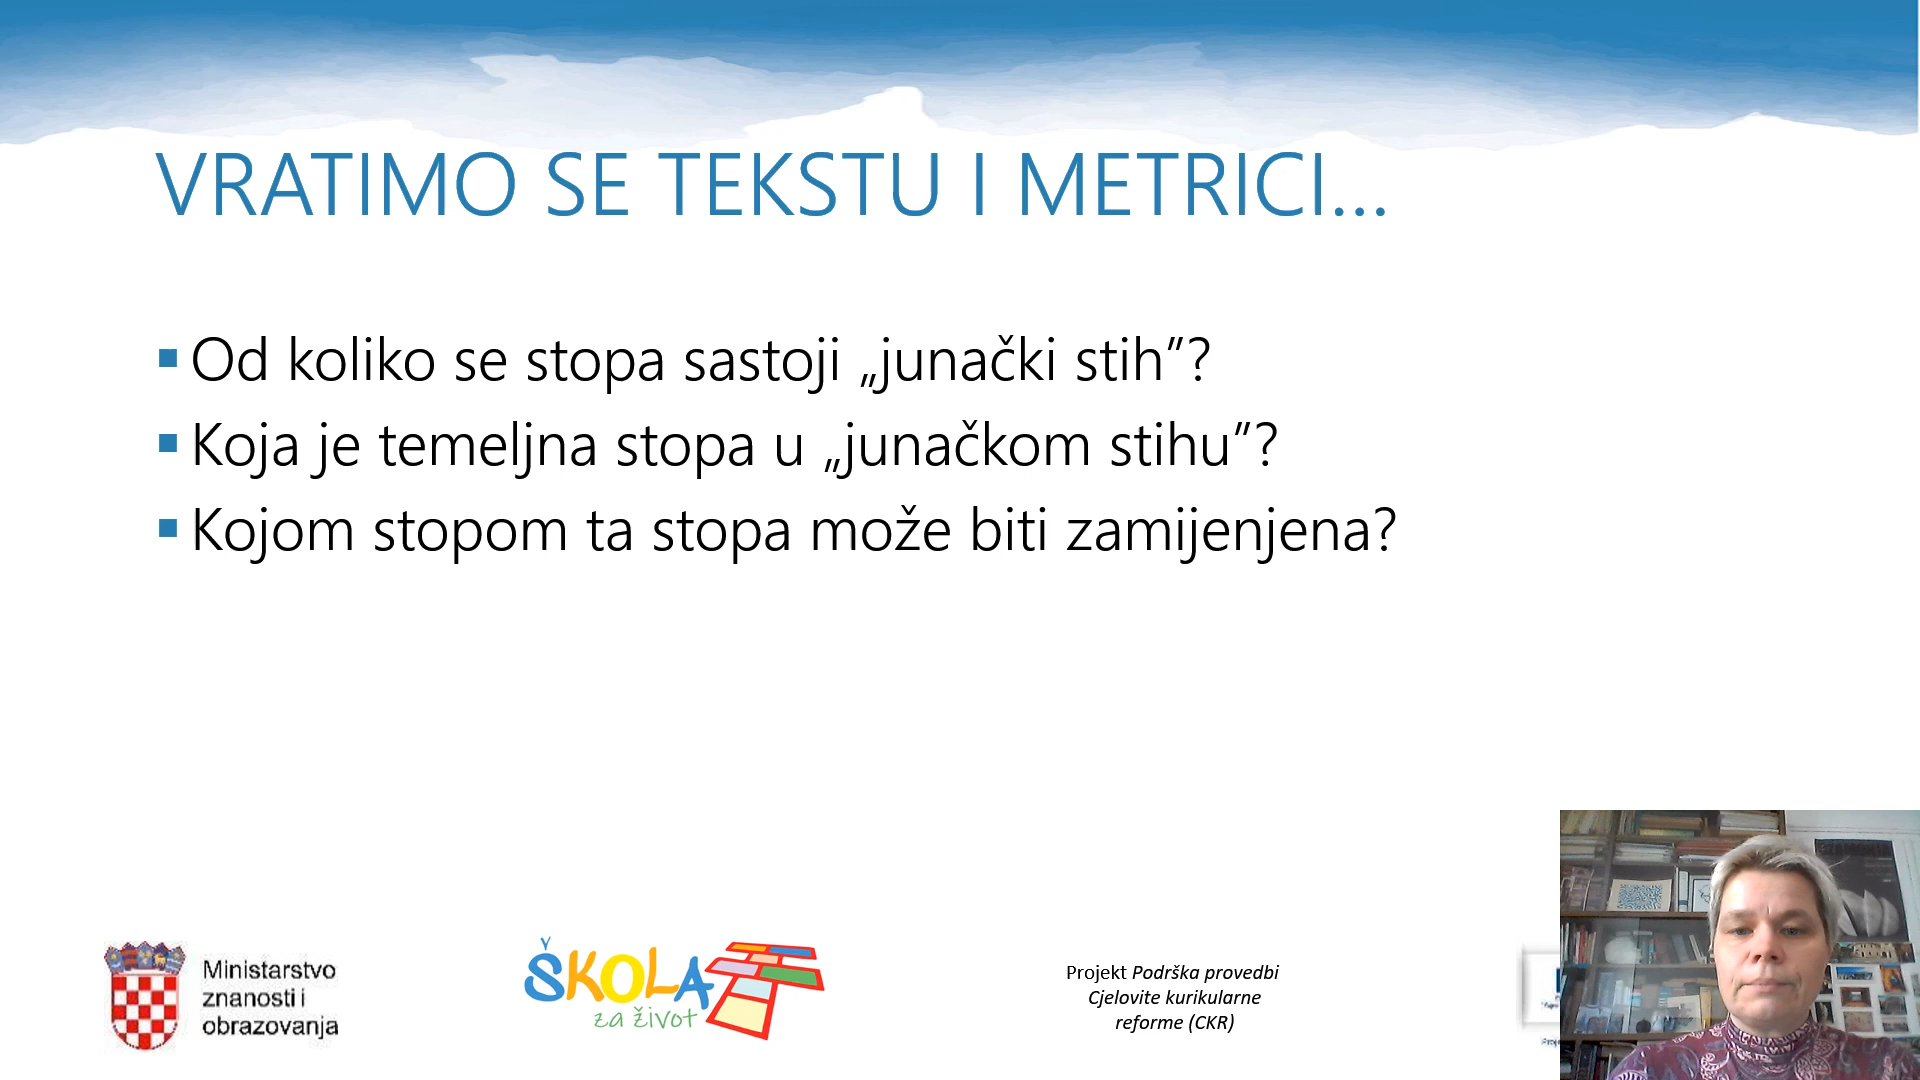 VRATIMO SE TEKSTU I METRICI...
Od koliko se stopa sastoji „junački stih”?
Koja je temeljna stopa u „junačkom stihu”?
Kojom stopom ta stopa može biti zamijenjena?
Ministarstvo
znanosti i
obrazovanja
ŠKOLA
za život
Projekt Podrška provedbi
Cjelovite kurikularne
reforme (CKR)